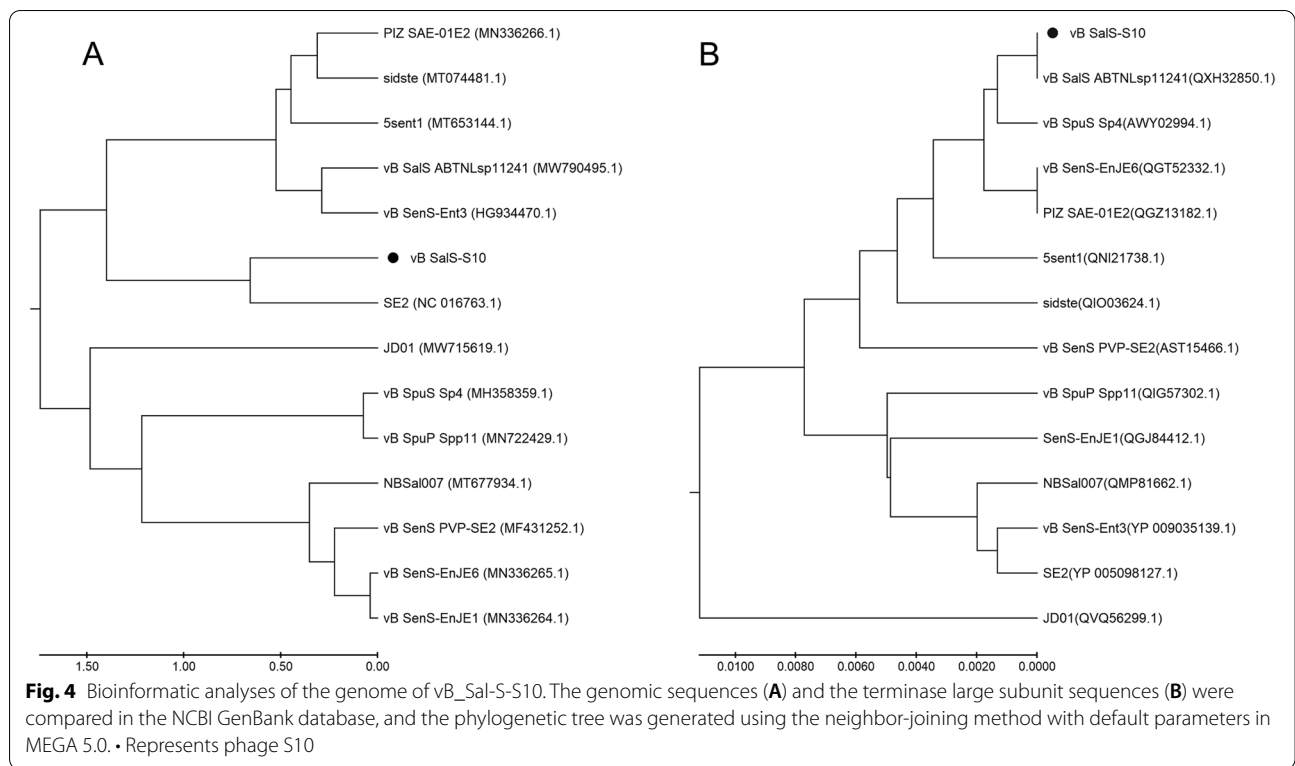 A
PIZ SAE-01E2 (MN336266.1)
sidste (MT074481.1)
5sent1 (MT653144.1)
vB SalS ABTNLsp11241 (MW790495.1)
vB SenS-Ent3 (HG934470.1)
● vB SalS-S10
SE2 (NC 016763.1)
JD01 (MW715619.1)
vB SpuS Sp4 (MH358359.1)
vB SpuP Spp11 (MN722429.1)
NBSal007 (MT677934.1)
vB SenS PVP-SE2 (MF431252.1)
vB SenS-EnJE6 (MN336265.1)
vB SenS-EnJE1 (MN336264.1)
1.50 1.00 0.50 0.00
B
● vB SalS-S10
vB SalS ABTNLsp11241(QXH32850.1)
vB SpuS Sp4(AWY02994.1)
vB SenS-EnJE6(QGT52332.1)
PIZ SAE-01E2(QGZ13182.1)
5sent1(QNI21738.1)
sidste(QIO03624.1)
vB SenS PVP-SE2(AST15466.1)
vB SpuP Spp11(QIG57302.1)
SenS-EnJE1(QGJ84412.1)
NBSal007(QMP81662.1)
vB SenS-Ent3(YP 009035139.1)
SE2(YP 005098127.1)
JD01(QVQ56299.1)
0.0100 0.0080 0.0060 0.0040 0.0020 0.0000
Fig. 4 Bioinformatic analyses of the genome of vB_Sal-S-S10. The genomic sequences (A) and the terminase large subunit sequences (B) were
compared in the NCBI GenBank database, and the phylogenetic tree was generated using the neighbor-joining method with default parameters in
MEGA 5.0. • Represents phage S10